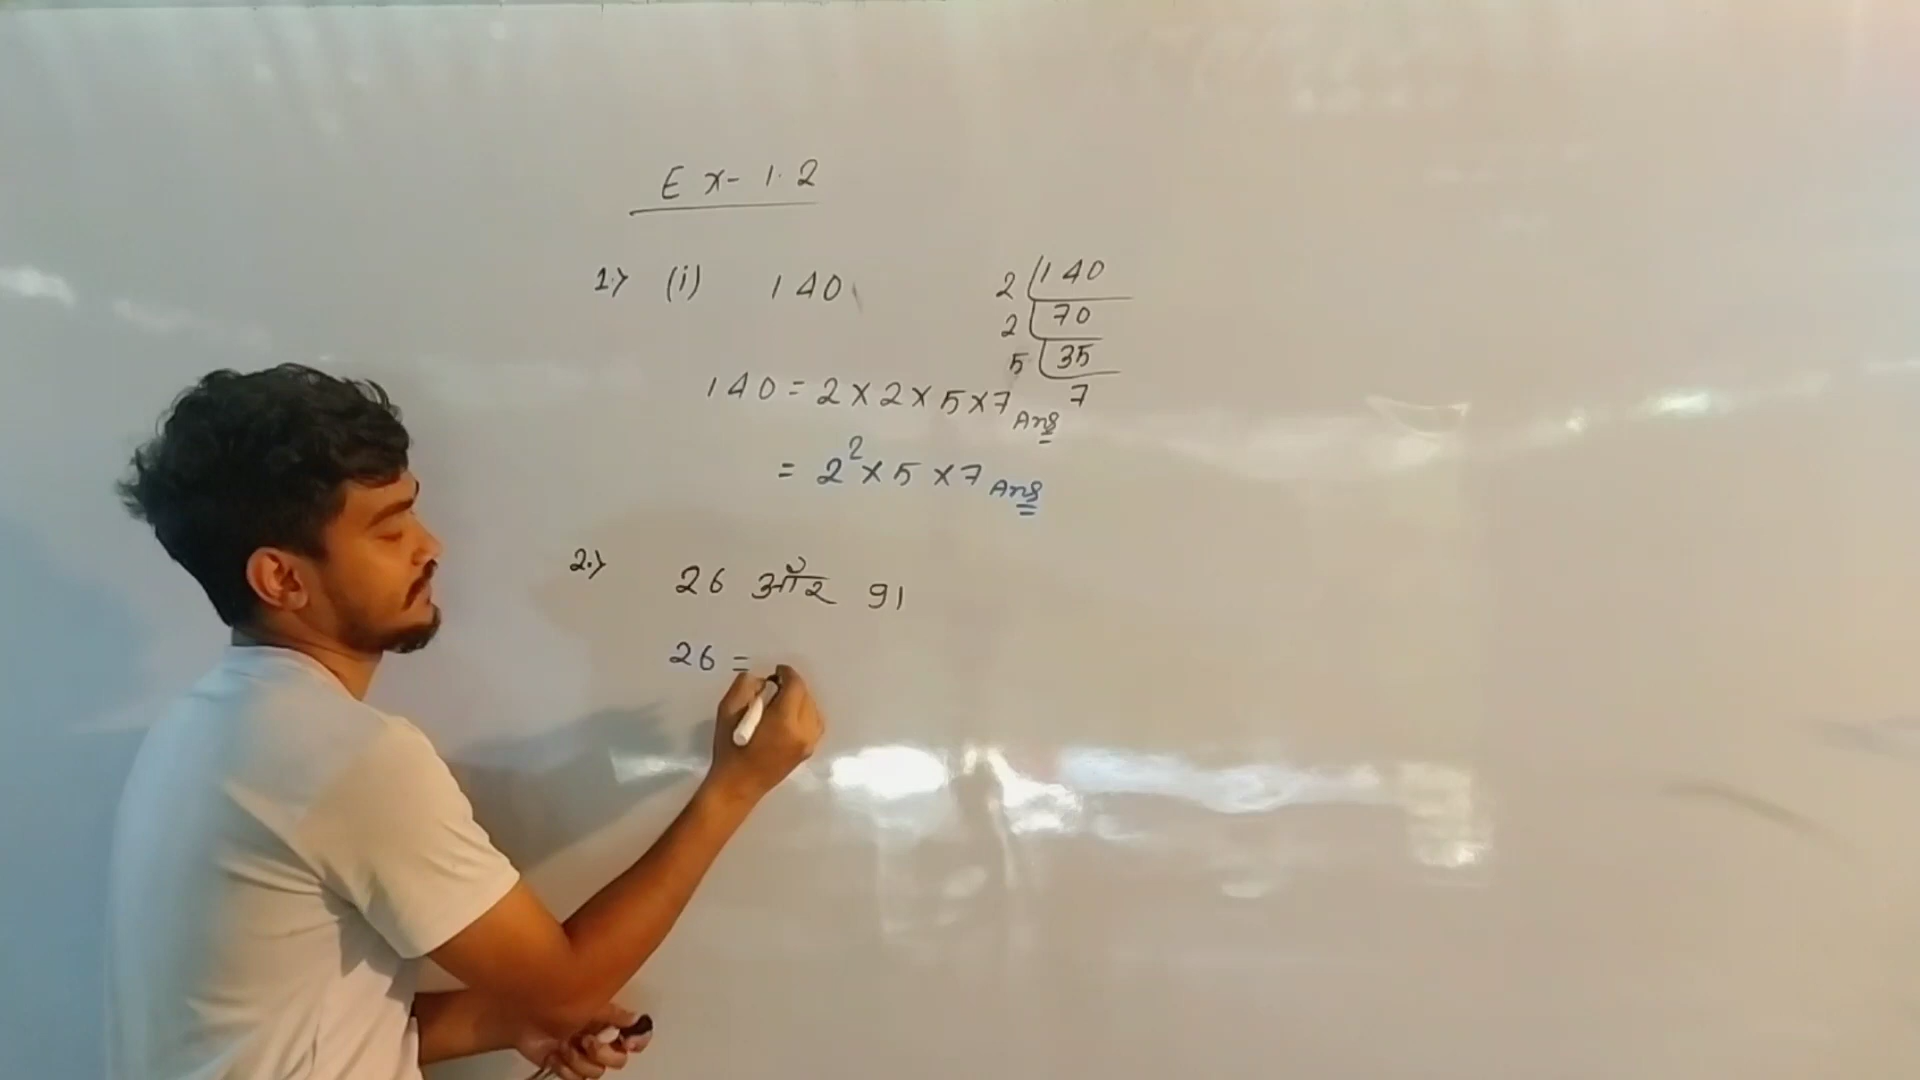 Ex- 1.2
1.> (i) 140
2 140
2 70
5 35
7
140 = 2 × 2 × 5 × 7 Ans
= 2² × 5 × 7 Ans
2.> 26 और 91
26 =